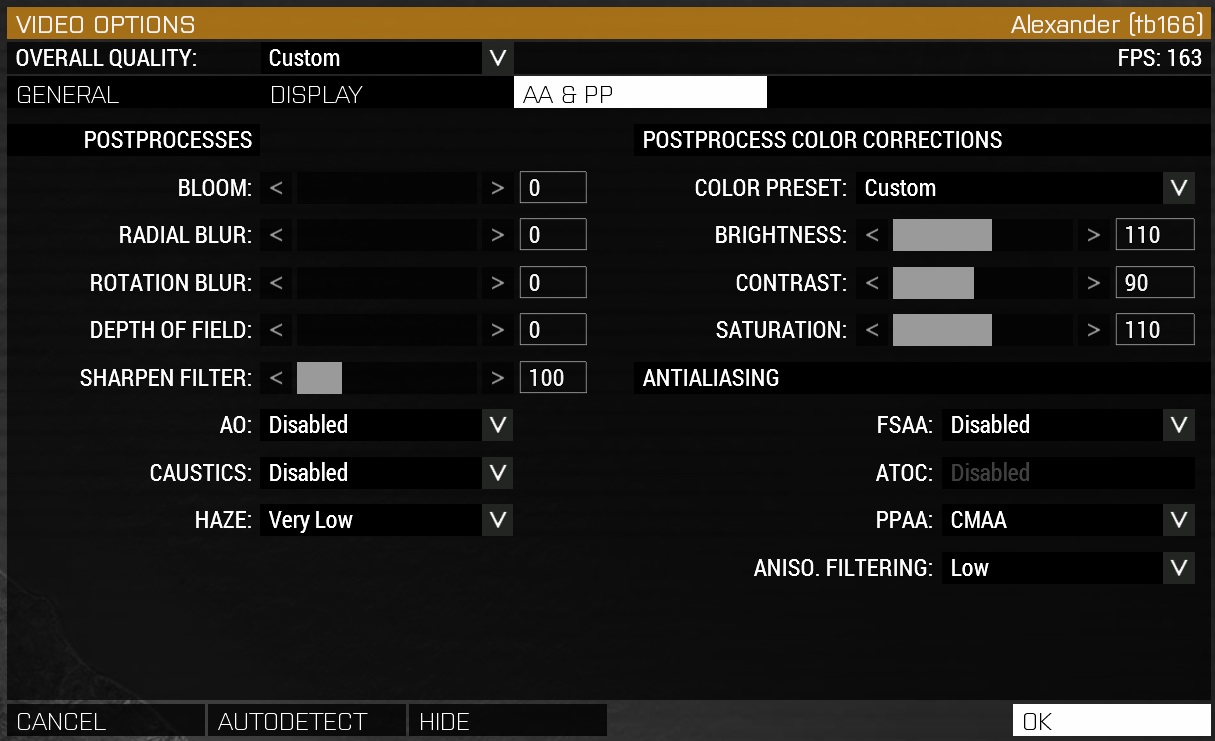 VIDEO OPTIONS Alexander (tb166)
OVERALL QUALITY: Custom V FPS: 163
GENERAL DISPLAY AA & PP
POSTPROCESSES
BLOOM: < > 0
RADIAL BLUR: < > 0
ROTATION BLUR: < > 0
DEPTH OF FIELD: < > 0
SHARPEN FILTER: < > 100
AO: Disabled V
CAUSTICS: Disabled V
HAZE: Very Low V
POSTPROCESS COLOR CORRECTIONS
COLOR PRESET: Custom V
BRIGHTNESS: < > 110
CONTRAST: < > 90
SATURATION: < > 110
ANTIALIASING
FSAA: Disabled V
ATOC: Disabled
PPAA: CMAA V
ANISO. FILTERING: Low V
CANCEL AUTODETECT HIDE OK